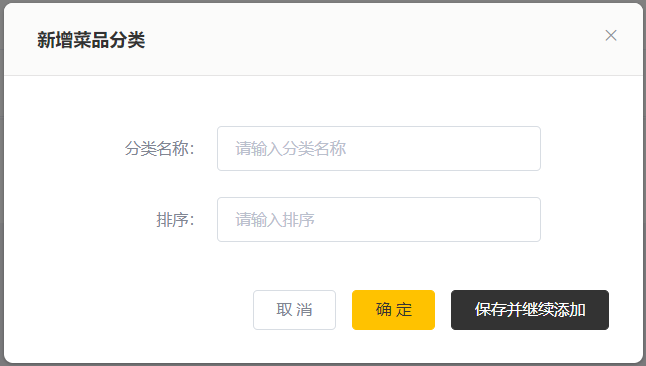 新增菜品分类
分类名称：
请输入分类名称
排序：
请输入排序
取 消
确 定
保存并继续添加